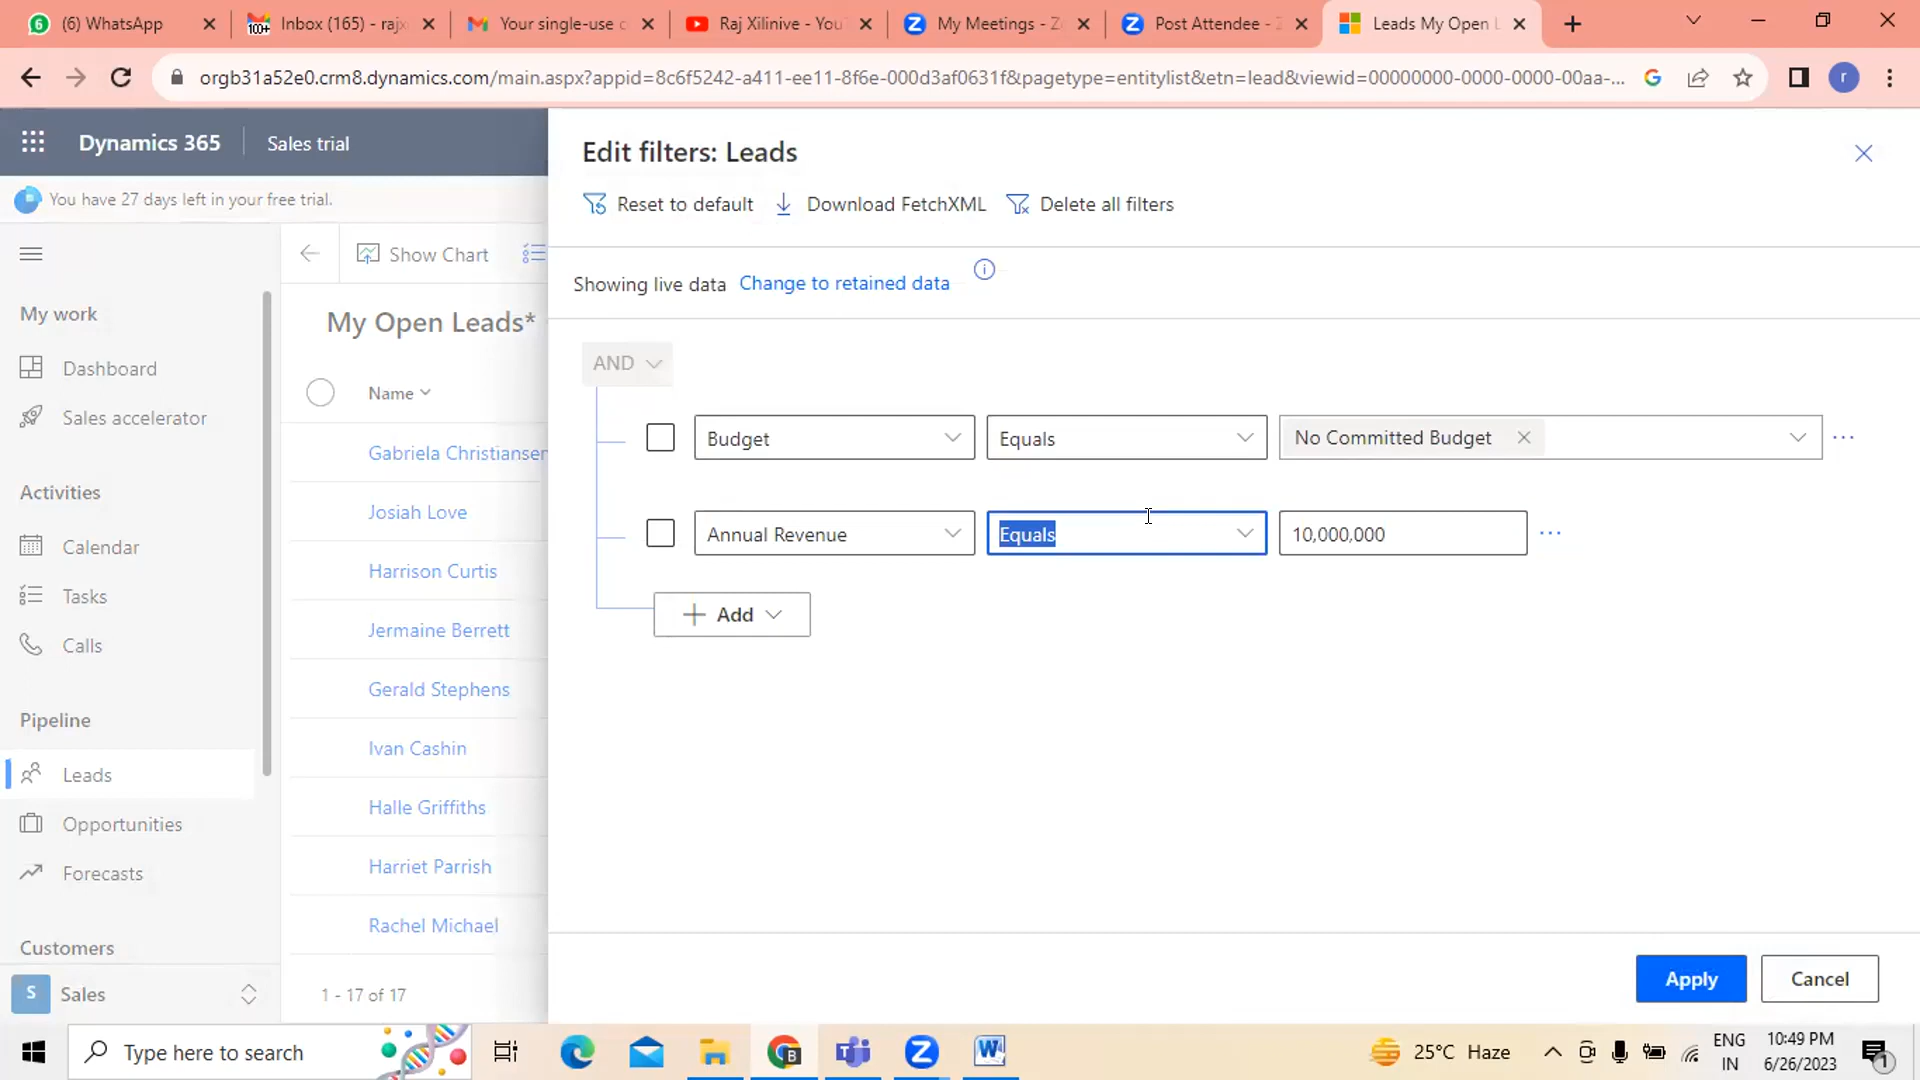 (6) WhatsApp
Inbox (165) - rajx
Your single-use c
Raj Xilinive - YouT
My Meetings - Zo
Post Attendee - Z
Leads My Open L
orgb31a52e0.crm8.dynamics.com/main.aspx?appid=8c6f5242-a411-ee11-8f6e-000d3af0631f&pagetype=entitylist&etn=lead&viewid=00000000-0000-0000-00aa-...
r
Dynamics 365
Sales trial
You have 27 days left in your free trial.
Show Chart
My work
Dashboard
Sales accelerator
Activities
Calendar
Tasks
Calls
Pipeline
Leads
Opportunities
Forecasts
Customers
S
Sales
My Open Leads*
Name
Gabriela Christiansen
Josiah Love
Harrison Curtis
Jermaine Berrett
Gerald Stephens
Ivan Cashin
Halle Griffiths
Harriet Parrish
Rachel Michael
1 - 17 of 17
Edit filters: Leads
Reset to default
Download FetchXML
Delete all filters
Showing live data Change to retained data
AND
Budget
Equals
No Committed Budget
Annual Revenue
Equals
10,000,000
Add
Apply
Cancel
Type here to search
25°C Haze
ENG
IN
10:49 PM
6/26/2023
1